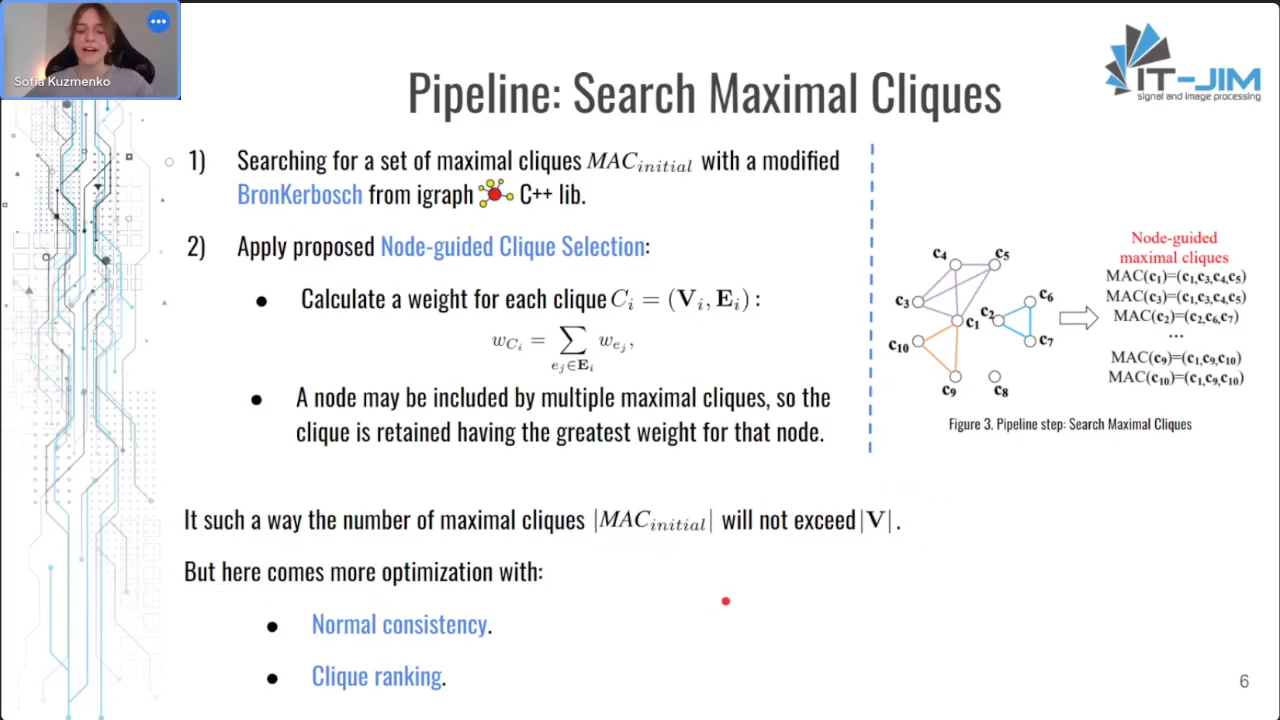 Sofia Kuzmenko
IT-JIM
signal and image processing
Pipeline: Search Maximal Cliques
1) Searching for a set of maximal cliques MAC_{initial} with a modified
BronKerbosch from igraph C++ lib.
2) Apply proposed Node-guided Clique Selection:
● Calculate a weight for each clique C_i = (V_i, E_i) :
w_{C_i} = ∑_{e_j∈E_i} w_{e_j},
● A node may be included by multiple maximal cliques, so the
clique is retained having the greatest weight for that node.
It such a way the number of maximal cliques |MAC_{initial}| will not exceed |V|.
But here comes more optimization with:
● Normal consistency.
● Clique ranking.
c4
c5
c3
c1
c10
c9
c2
c6
c7
c8
Node-guided
maximal cliques
MAC(c1)=(c1,c3,c4,c5)
MAC(c3)=(c1,c3,c4,c5)
MAC(c2)=(c2,c6,c7)
...
MAC(c9)=(c1,c9,c10)
MAC(c10)=(c1,c9,c10)
Figure 3. Pipeline step: Search Maximal Cliques
6